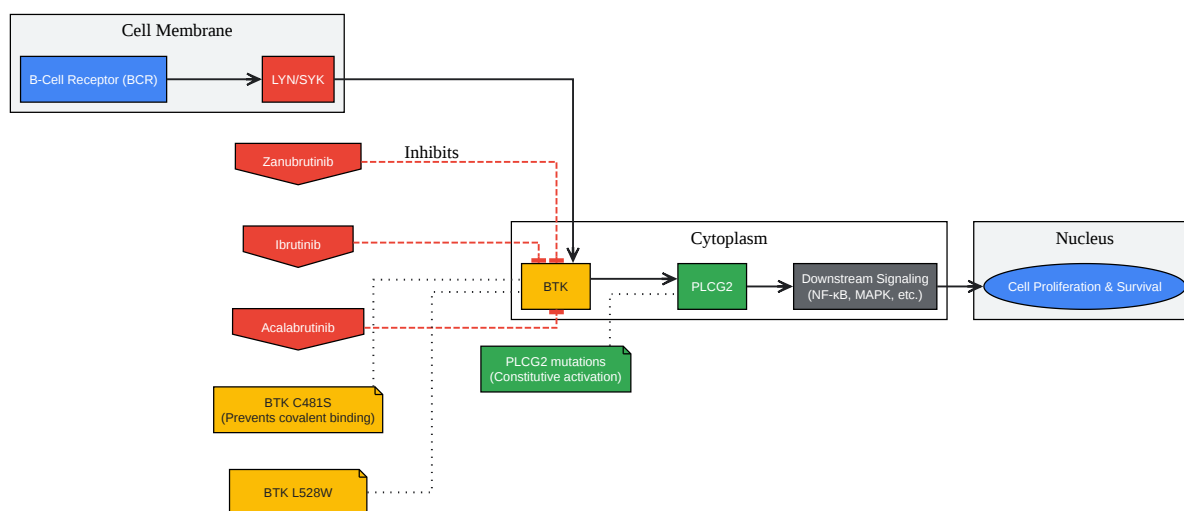 Cell Membrane
B-Cell Receptor (BCR)
LYN/SYK
Zanubrutinib
Inhibits
Ibrutinib
Cytoplasm
Nucleus
BTK
PLCG2
Downstream Signaling
(NF-κB, MAPK, etc.)
Cell Proliferation & Survival
Acalabrutinib
PLCG2 mutations
(Constitutive activation)
BTK C481S
(Prevents covalent binding)
BTK L528W